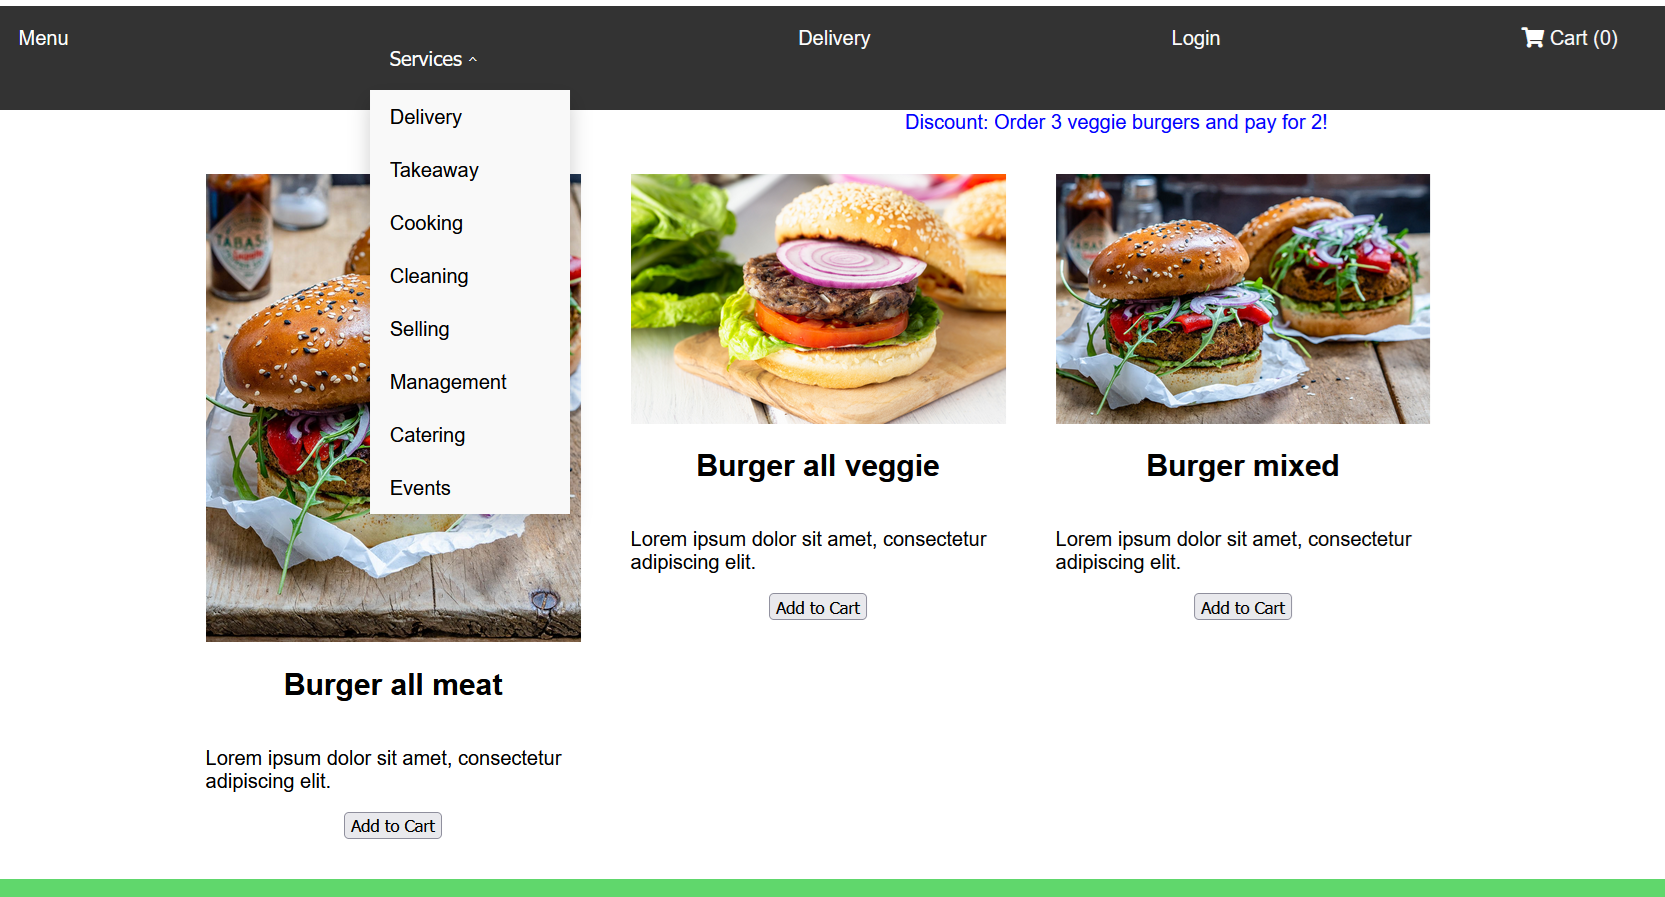 Menu
Services
Delivery
Login
Cart (0)
Delivery
Takeaway
Cooking
Cleaning
Selling
Management
Catering
Events
Discount: Order 3 veggie burgers and pay for 2!
TABAS
Burger all meat
Lorem ipsum dolor sit amet, consectetur
adipiscing elit.
Add to Cart
Burger all veggie
Lorem ipsum dolor sit amet, consectetur
adipiscing elit.
Add to Cart
Burger mixed
Lorem ipsum dolor sit amet, consectetur
adipiscing elit.
Add to Cart